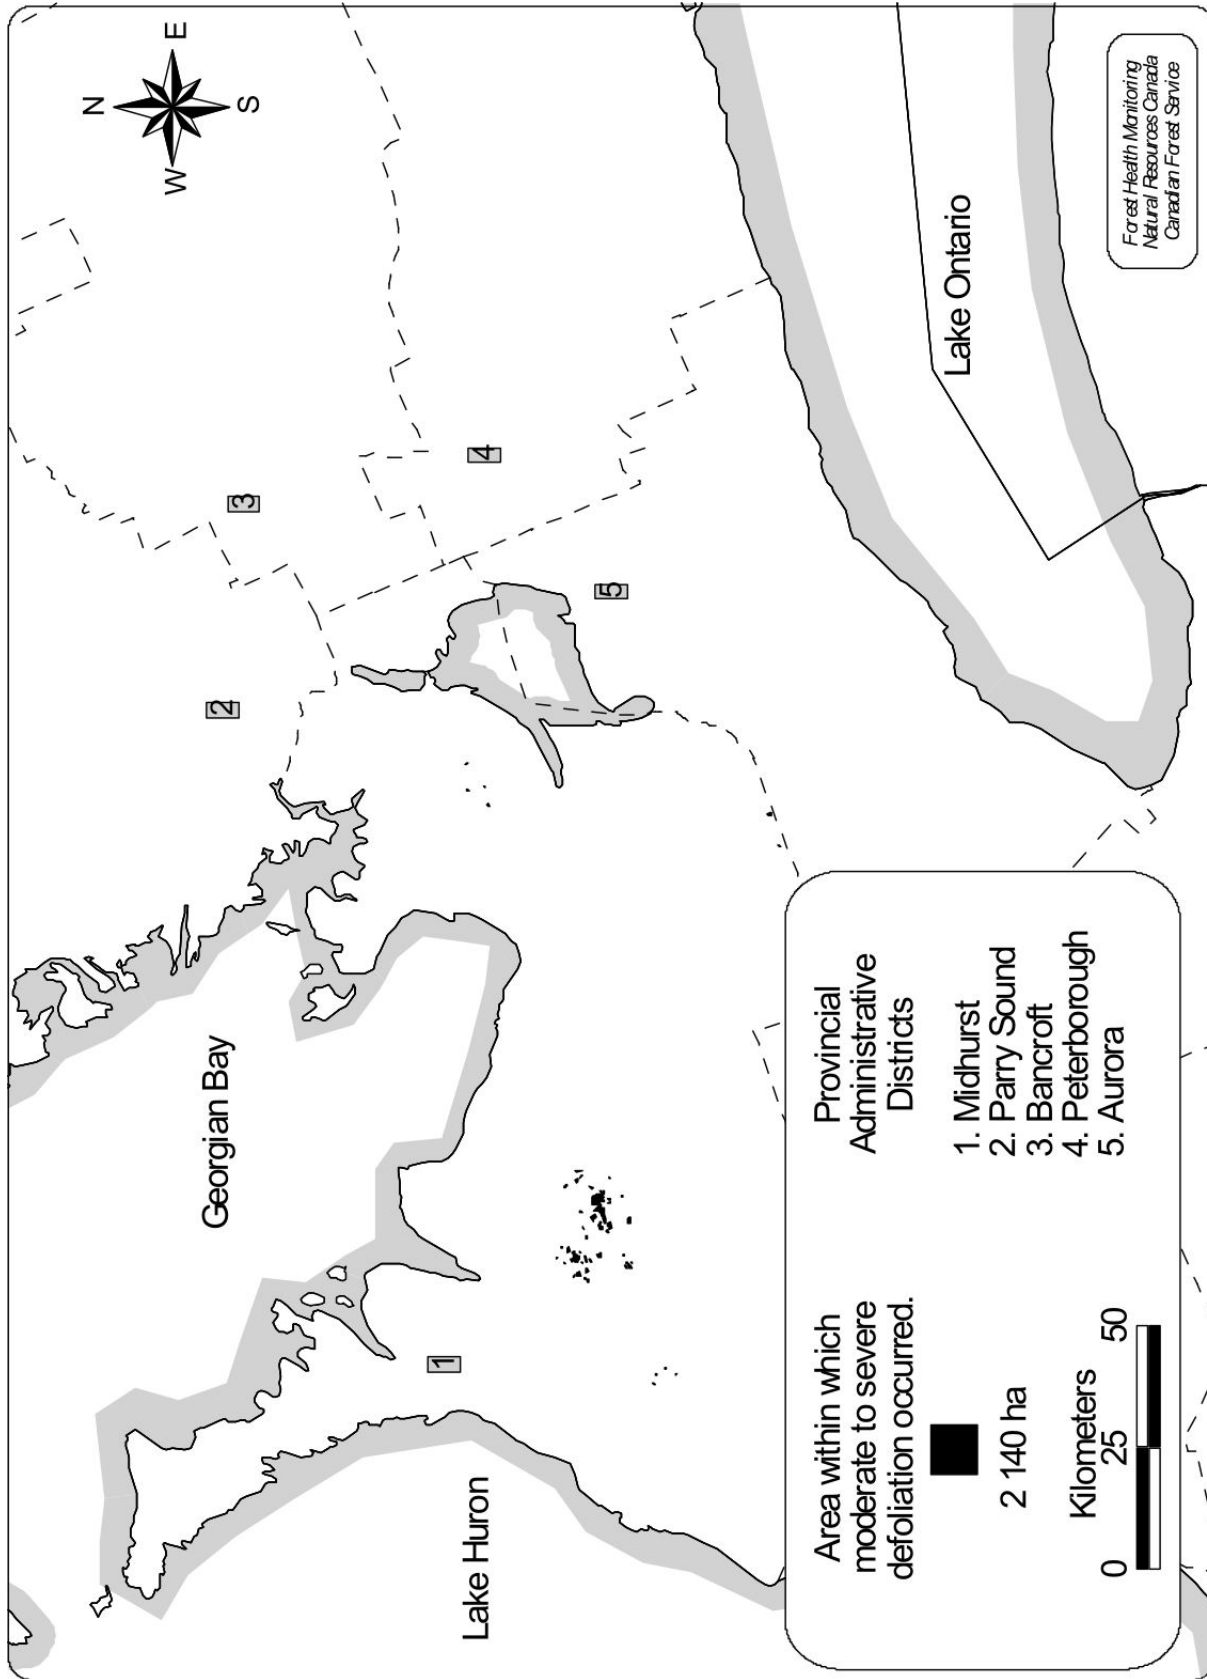 N
W
E
S
2
3
Georgian Bay
1
4
Lake Huron
5
Lake Ontario
Area within which
moderate to severe
defoliation occurred.
2 140 ha
Kilometers
0 25 50
Provincial
Administrative
Districts
1. Midhurst
2. Parry Sound
3. Bancroft
4. Peterborough
5. Aurora
Forest Health Monitoring
Natural Resources Canada
Canadian Forest Service